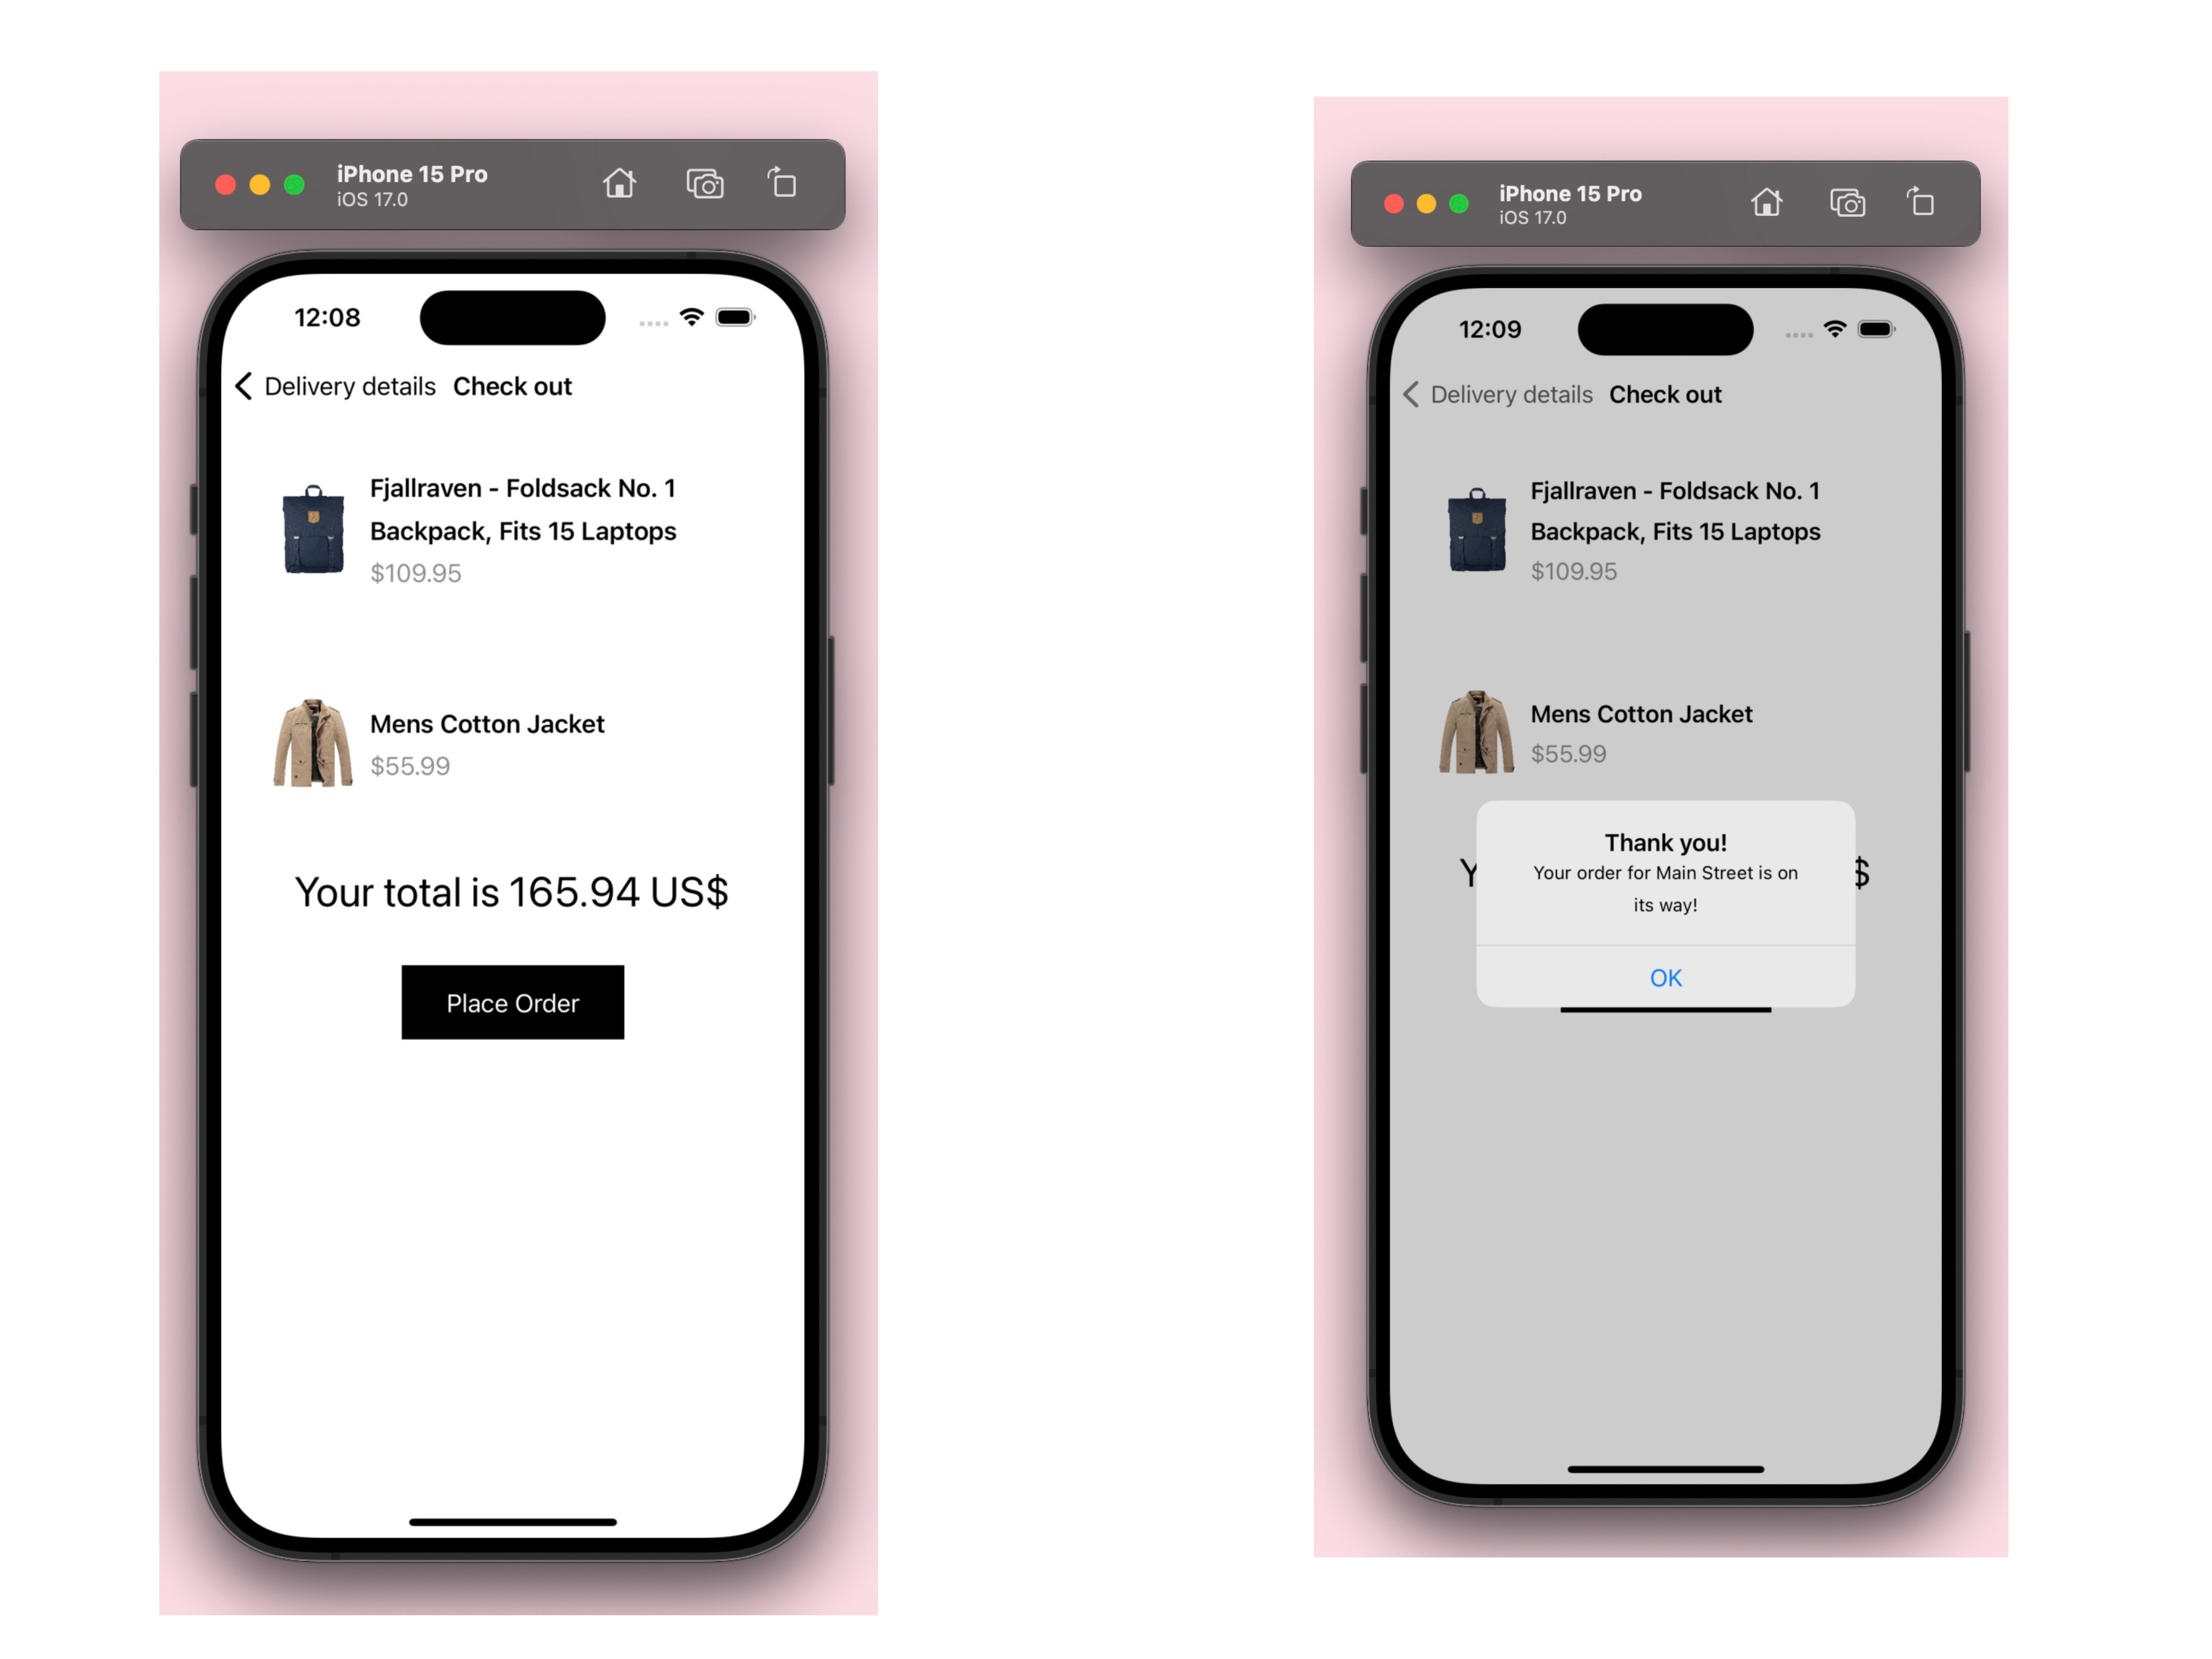 iPhone 15 Pro
iOS 17.0
12:08
Delivery details Check out
Fjallraven - Foldsack No. 1
Backpack, Fits 15 Laptops
$109.95
Mens Cotton Jacket
$55.99
Your total is 165.94 US$
Place Order
iPhone 15 Pro
iOS 17.0
12:09
Delivery details Check out
Fjallraven - Foldsack No. 1
Backpack, Fits 15 Laptops
$109.95
Mens Cotton Jacket
$55.99
Thank you!
Y $
Your order for Main Street is on
its way!
OK